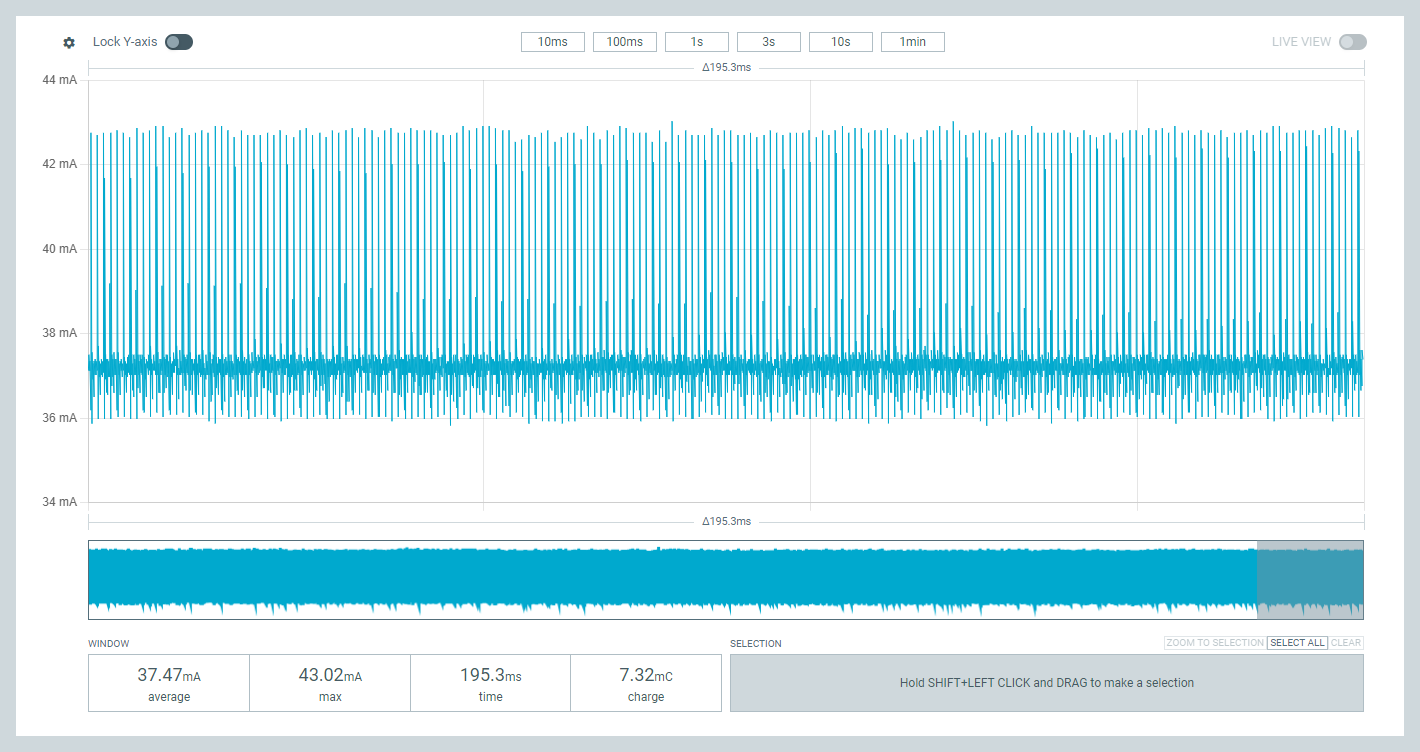 Lock Y-axis 10ms 100ms 1s 3s 10s 1min LIVE VIEW
Δ195.3ms
44 mA
42 mA
40 mA
38 mA
36 mA
34 mA
Δ195.3ms
WINDOW SELECTION ZOOM TO SELECTION SELECT ALL CLEAR
37.47mA 43.02mA 195.3ms 7.32mC
average max time charge
Hold SHIFT+LEFT CLICK and DRAG to make a selection